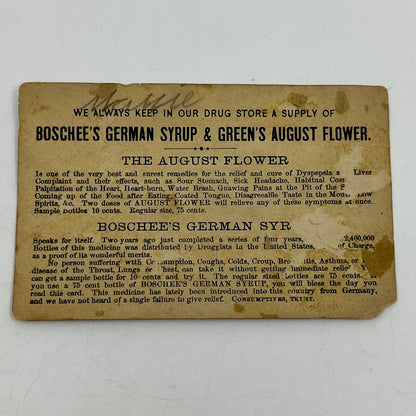 Mamie
WE ALWAYS KEEP IN OUR DRUG STORE A SUPPLY OF
BOSCHEE'S GERMAN SYRUP & GREEN'S AUGUST FLOWER.
THE AUGUST FLOWER
Is one of the very best and surest remedies for the relief and cure of Dyspepsia Liver
Complaint and their effects, such as Sour Stomach, Sick Headache, Habitual
Palpitation of the Heart, Heart-burn, Water Brash, Gnawing Pains at the Pit of the
Coming up of the Food after Eating, Coated Tongue, Disagreeable Taste in the Low
Spirits, &c. Two doses of AUGUST FLOWER will relieve any of these symptoms at once.
Sample Bottles 10 cents. Regular size, 75 cents.
BOSCHEE'S GERMAN
Speaks for itself. Two years ago just completed a series of four years, 2,400,000
Bottles of this medicine was distributed by Druggists in the United States, of Charge,
as a proof of its wonderful merits.
No person suffering with Consumption, Coughs, Colds, Croup, Bronchitis, Asthma, or
disease of the Throat, Lungs or Chest, can take it without getting immediate relief
can get a sample bottle for 10 cents and try it. The regular sized bottles are 75 cents.
you use a 75 cent bottle of BOSCHEE'S GERMAN SYRUP, you will bless the day you
read this card. This medicine has lately been introduced into this country from Germany,
and we have not heard of a single failure to give relief. CONSUMPTIVES, TRY IT.